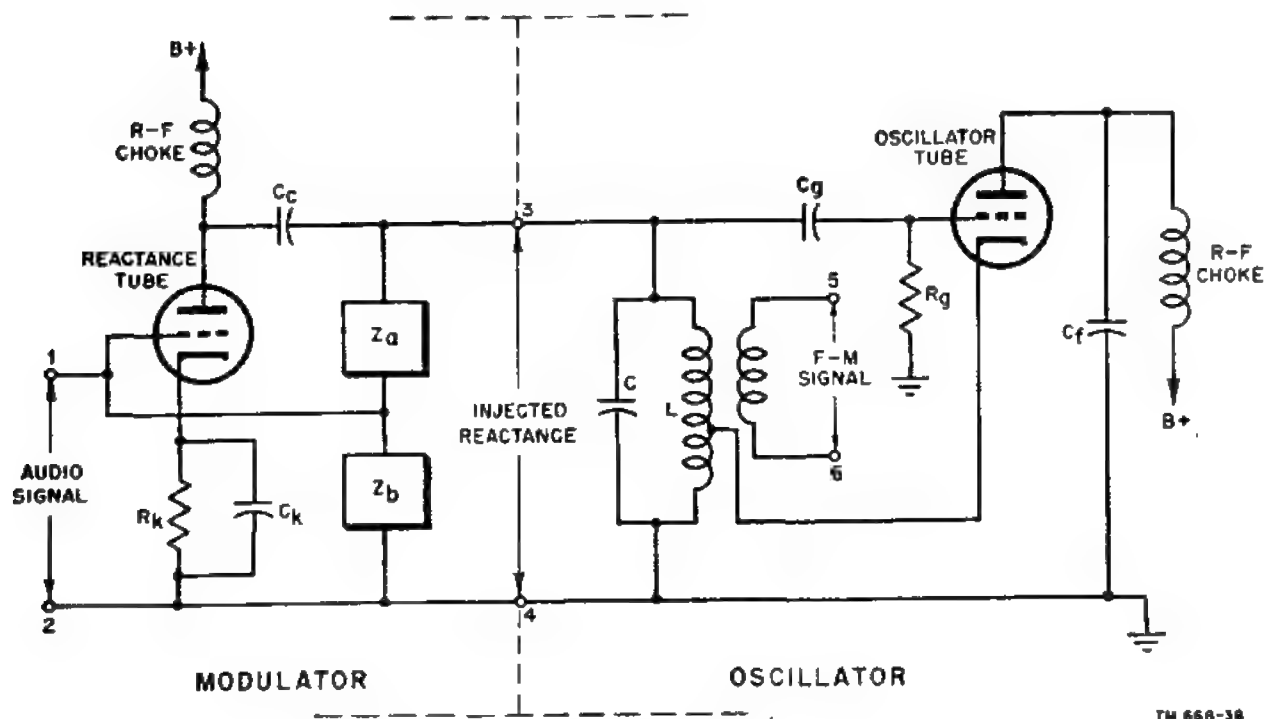 B+
R-F
CHOKE
Cc
REACTANCE
TUBE
1
AUDIO
SIGNAL
2
Rk
Ck
Za
Zb
3
INJECTED
REACTANCE
4
C
L
5
F-M
SIGNAL
6
Cg
Rg
OSCILLATOR
TUBE
Cf
R-F
CHOKE
B+
MODULATOR
OSCILLATOR
TM 668-38